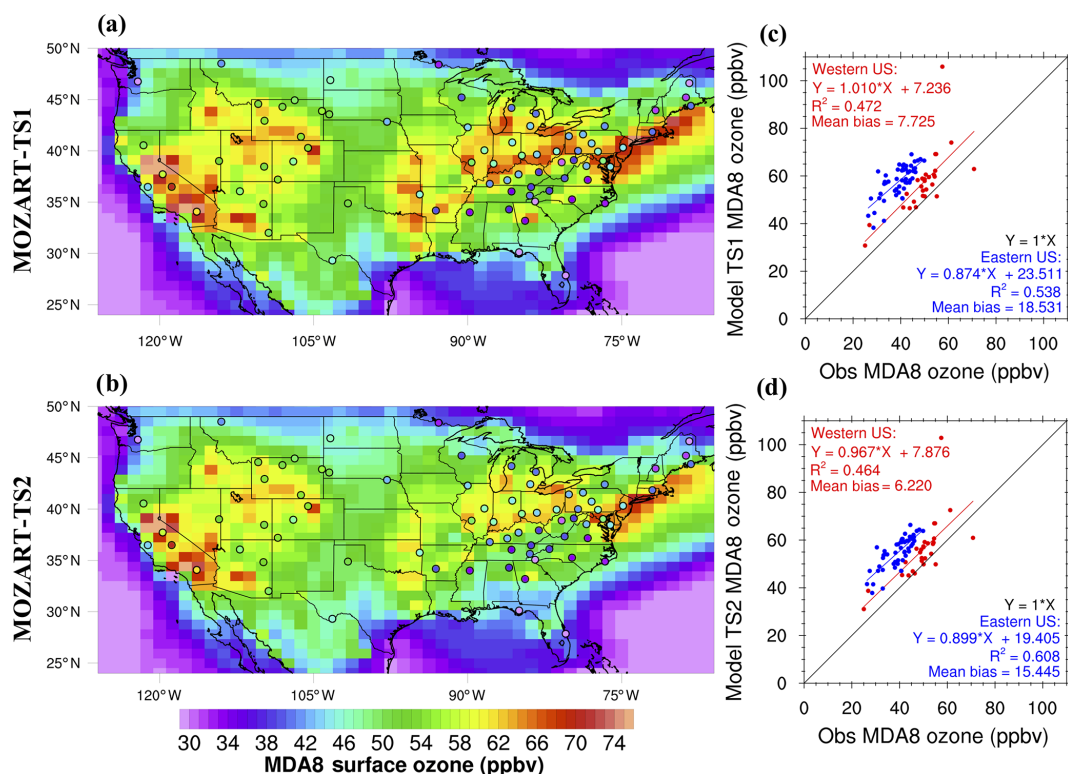 (a)
MOZART-TS1
50°N
45°N
40°N
35°N
30°N
25°N
120°W
105°W
90°W
75°W
(c)
Model TS1 MDA8 ozone (ppbv)
100
80
60
40
20
0
Western US:
Y = 1.010*X + 7.236
R² = 0.472
Mean bias = 7.725
Y = 1*X
Eastern US:
Y = 0.874*X + 23.511
R² = 0.538
Mean bias = 18.531
0 20 40 60 80 100
Obs MDA8 ozone (ppbv)
(b)
MOZART-TS2
50°N
45°N
40°N
35°N
30°N
25°N
120°W
105°W
90°W
75°W
(d)
Model TS2 MDA8 ozone (ppbv)
100
80
60
40
20
0
Western US:
Y = 0.967*X + 7.876
R² = 0.464
Mean bias = 6.220
Y = 1*X
Eastern US:
Y = 0.899*X + 19.405
R² = 0.608
Mean bias = 15.445
0 20 40 60 80 100
Obs MDA8 ozone (ppbv)
30 34 38 42 46 50 54 58 62 66 70 74
MDA8 surface ozone (ppbv)